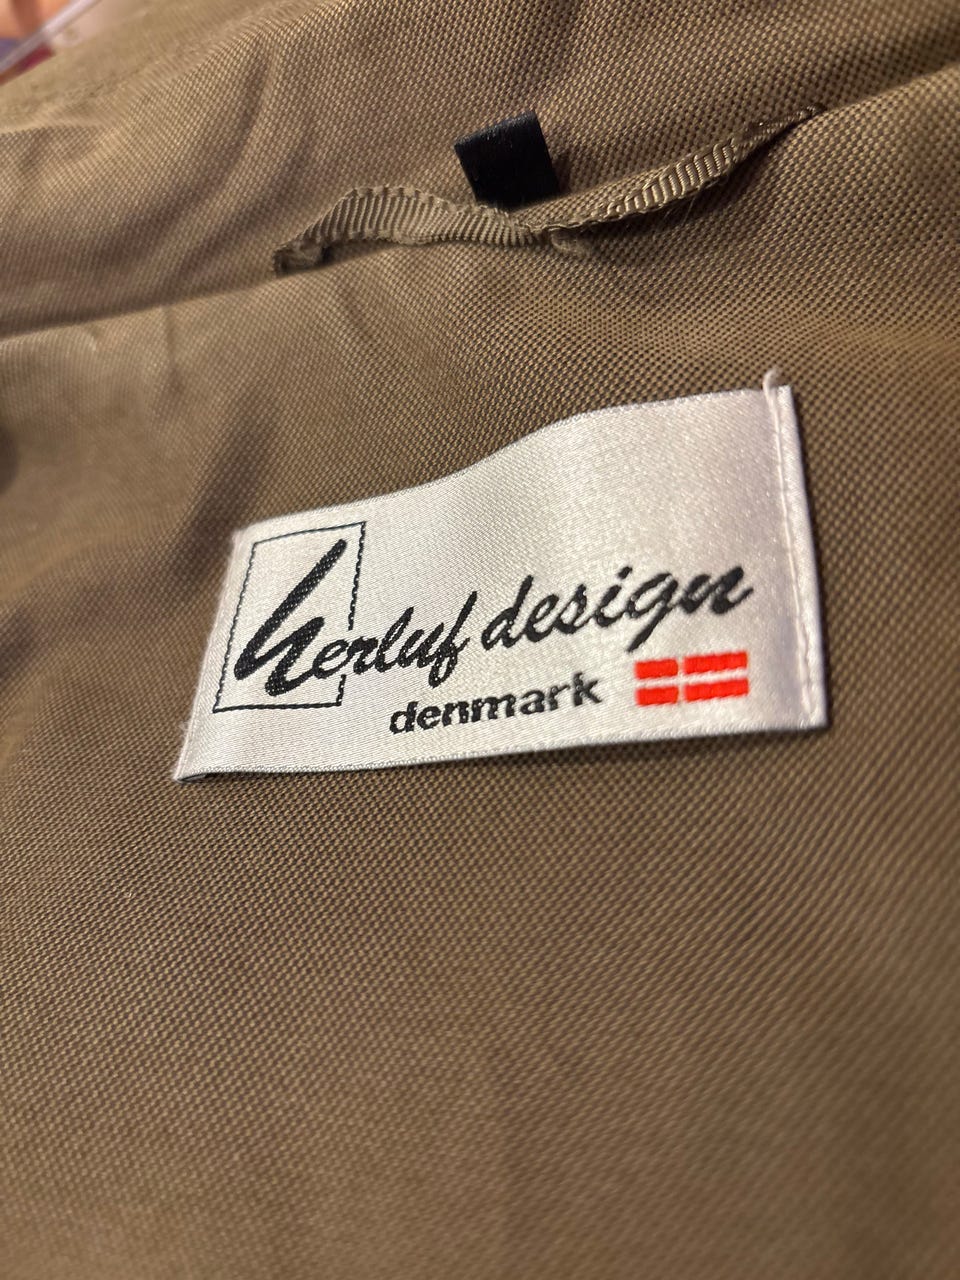 herluf design
denmark